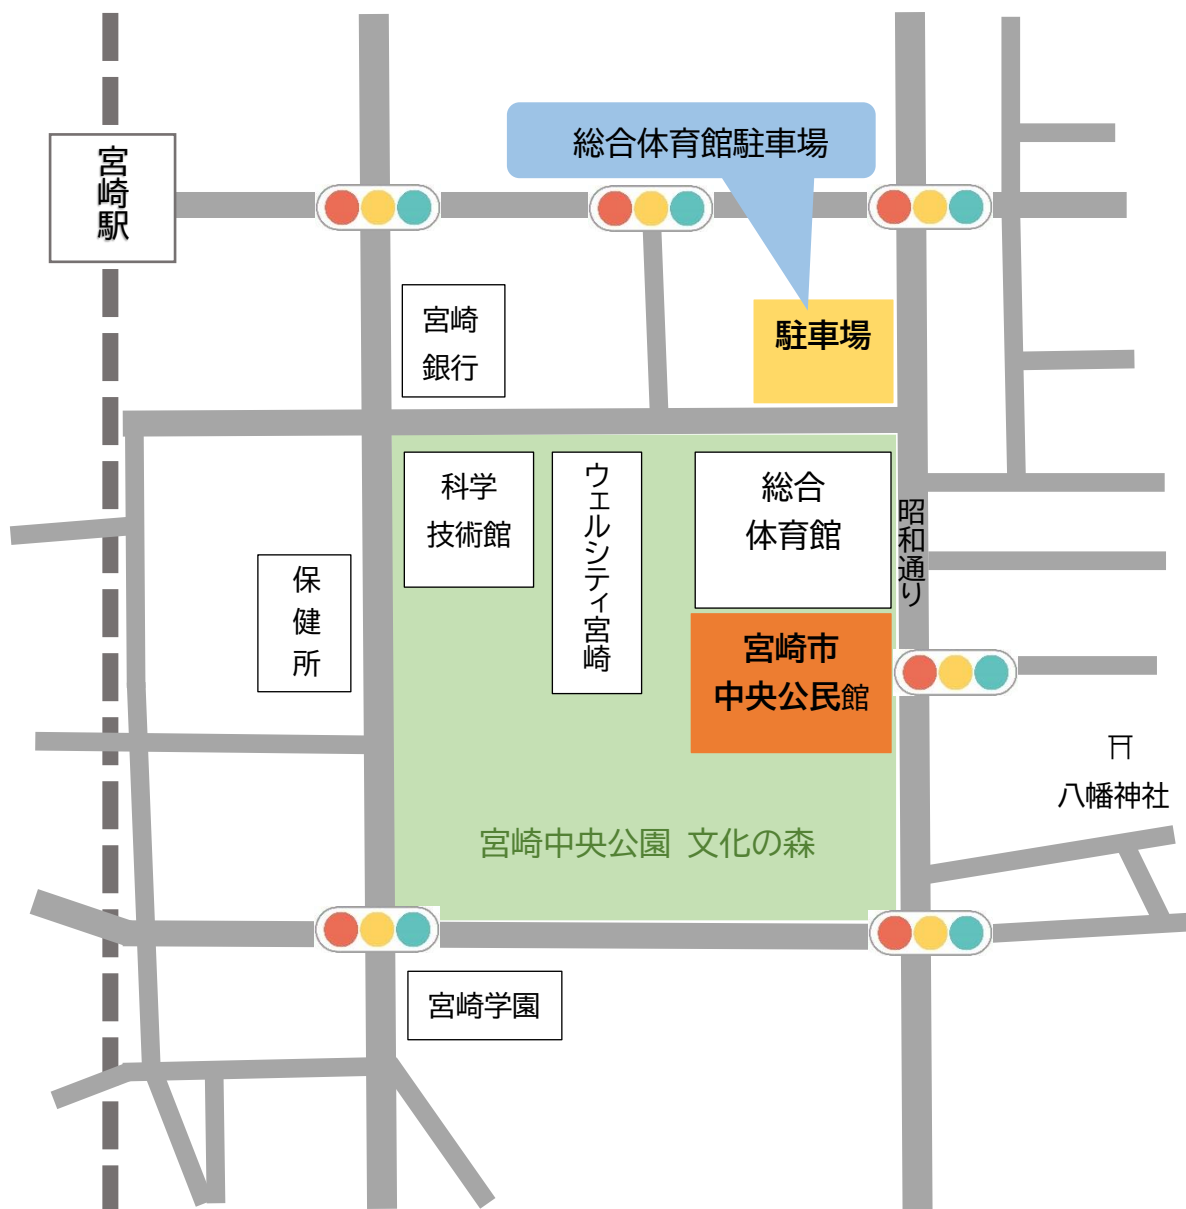 総合体育館駐車場
宮崎駅
宮崎
銀行
駐車場
科学
技術館
ウェルシティ宮崎
総合
体育館
昭和通り
保
健
所
宮崎市
中央公民館
八幡神社
宮崎中央公園 文化の森
宮崎学園